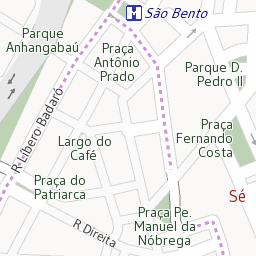 São Bento
Parque
Anhangabaú
Praça
Antônio
Prado
Parque D.
Pedro II
R Líbero Badaró
Praça
Fernando
Costa
Largo do
Café
Praça do
Patriarca
Sé
Praça Pe.
Manuel da
Nóbrega
R Direita